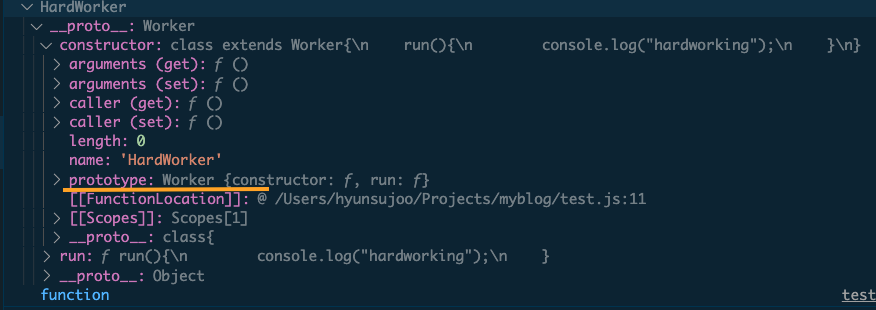 HardWorker
__proto__: Worker
constructor: class extends Worker{\n    run(){\n        console.log("hardworking");\n    }\n}
arguments (get): ƒ ()
arguments (set): ƒ ()
caller (get): ƒ ()
caller (set): ƒ ()
length: 0
name: 'HardWorker'
prototype: Worker {constructor: ƒ, run: ƒ}
[[FunctionLocation]]: @ /Users/hyunsujoo/Projects/myblog/test.js:11
[[Scopes]]: Scopes[1]
__proto__: class{
run: ƒ run(){\n        console.log("hardworking");\n    }
__proto__: Object
function test